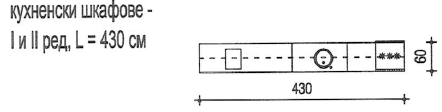 кухненски шкафове -
I и II ред, L = 430 см
60
430